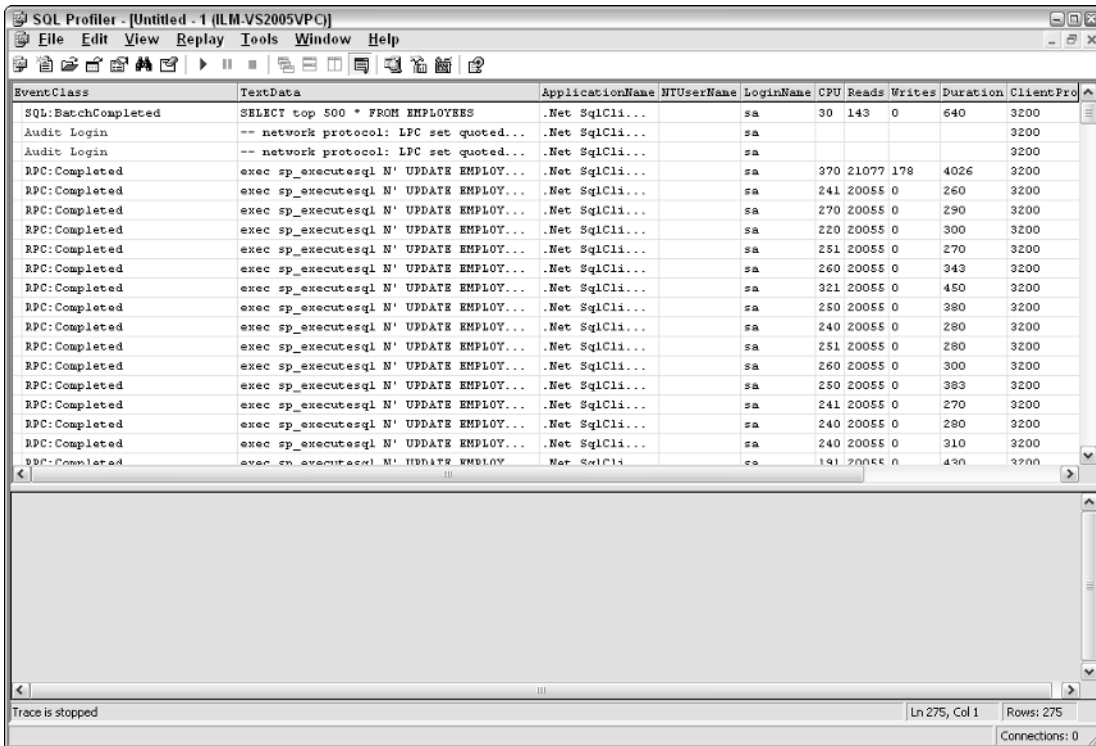 SQL Profiler - [Untitled - 1 (ILM-VS2005VPC)]
File Edit View Replay Tools Window Help
EventClass TextData ApplicationName NTUserName LoginName CPU Reads Writes Duration ClientPro
SQL:BatchCompleted SELECT top 500 * FROM EMPLOYEES .Net SqlCli... sa 30 143 0 640 3200
Audit Login -- network protocol: LPC set quoted... .Net SqlCli... sa 3200
Audit Login -- network protocol: LPC set quoted... .Net SqlCli... sa 3200
RPC:Completed exec sp_executesql N' UPDATE EMPLOY... .Net SqlCli... sa 370 21077 178 4026 3200
RPC:Completed exec sp_executesql N' UPDATE EMPLOY... .Net SqlCli... sa 241 20055 0 260 3200
RPC:Completed exec sp_executesql N' UPDATE EMPLOY... .Net SqlCli... sa 270 20055 0 290 3200
RPC:Completed exec sp_executesql N' UPDATE EMPLOY... .Net SqlCli... sa 220 20055 0 300 3200
RPC:Completed exec sp_executesql N' UPDATE EMPLOY... .Net SqlCli... sa 251 20055 0 270 3200
RPC:Completed exec sp_executesql N' UPDATE EMPLOY... .Net SqlCli... sa 260 20055 0 343 3200
RPC:Completed exec sp_executesql N' UPDATE EMPLOY... .Net SqlCli... sa 321 20055 0 450 3200
RPC:Completed exec sp_executesql N' UPDATE EMPLOY... .Net SqlCli... sa 250 20055 0 380 3200
RPC:Completed exec sp_executesql N' UPDATE EMPLOY... .Net SqlCli... sa 240 20055 0 280 3200
RPC:Completed exec sp_executesql N' UPDATE EMPLOY... .Net SqlCli... sa 251 20055 0 280 3200
RPC:Completed exec sp_executesql N' UPDATE EMPLOY... .Net SqlCli... sa 260 20055 0 300 3200
RPC:Completed exec sp_executesql N' UPDATE EMPLOY... .Net SqlCli... sa 250 20055 0 383 3200
RPC:Completed exec sp_executesql N' UPDATE EMPLOY... .Net SqlCli... sa 241 20055 0 270 3200
RPC:Completed exec sp_executesql N' UPDATE EMPLOY... .Net SqlCli... sa 240 20055 0 280 3200
RPC:Completed exec sp_executesql N' UPDATE EMPLOY... .Net SqlCli... sa 240 20055 0 310 3200
RPC:Completed exec sp_executesql N' UPDATE EMPLOY... .Net SqlCli... sa 191 20055 0 430 3200
Trace is stopped Ln 275, Col 1 Rows: 275
Connections: 0